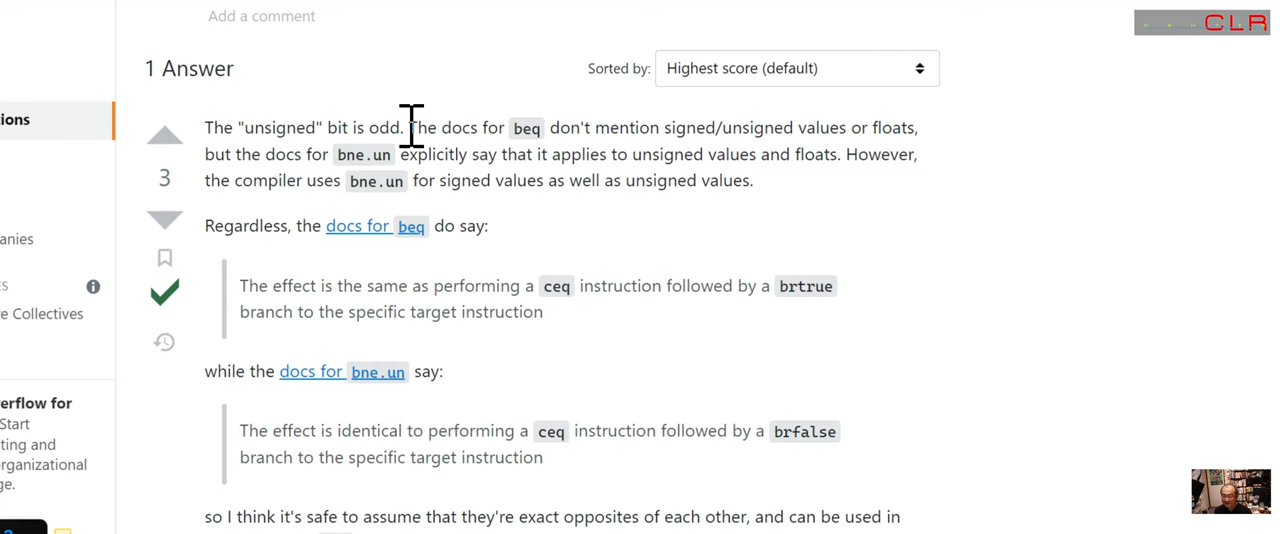 Add a comment
CLR
1 Answer
Sorted by: Highest score (default)
ions
The "unsigned" bit is odd. The docs for beq don't mention signed/unsigned values or floats,
but the docs for bne.un explicitly say that it applies to unsigned values and floats. However,
3
the compiler uses bne.un for signed values as well as unsigned values.
Regardless, the docs for beq do say:
anies
The effect is the same as performing a ceq instruction followed by a brtrue
branch to the specific target instruction
S
e Collectives
while the docs for bne.un say:
erflow for
Start
ting and
organizational
ge.
The effect is identical to performing a ceq instruction followed by a brfalse
branch to the specific target instruction
so I think it's safe to assume that they're exact opposites of each other, and can be used in